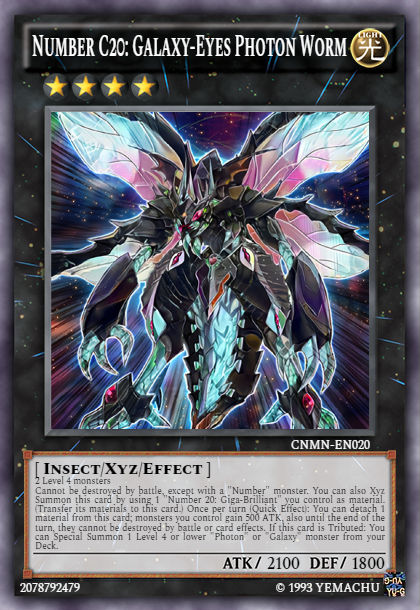 NUMBER C20: GALAXY-EYES PHOTON WORM
LIGHT
光
CNMN-EN020
[ INSECT/XYZ/EFFECT ]
2 Level 4 monsters
Cannot be destroyed by battle, except with a "Number" monster. You can also Xyz
Summon this card by using 1 "Number 20: Giga-Brilliant" you control as material.
(Transfer its materials to this card.) Once per turn (Quick Effect): You can detach 1
material from this card; monsters you control gain 500 ATK, also until the end of the
turn, they cannot be destroyed by battle or card effects. If this card is Tributed: You
can Special Summon 1 Level 4 or lower "Photon" or "Galaxy" monster from your
Deck.
ATK / 2100 DEF / 1800
2078792479 © 1993 YEMACHU